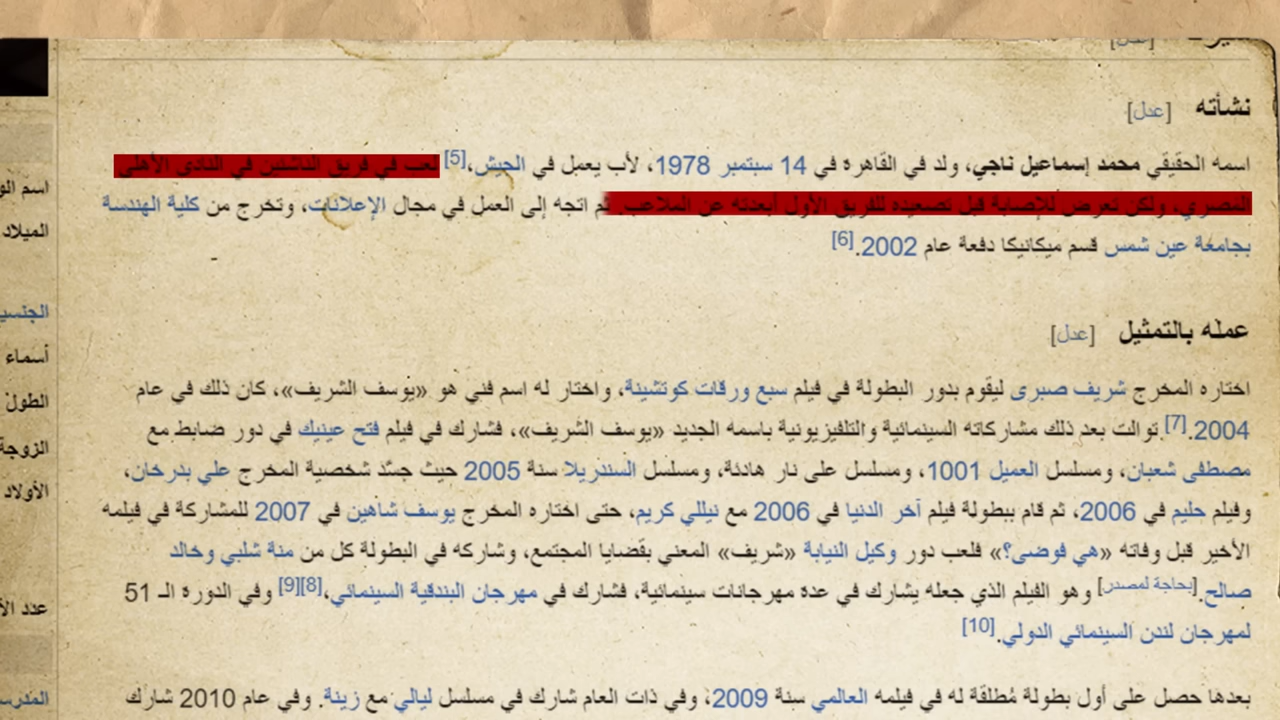 نشأته [عدل]
اسمه الحقيقي محمد إسماعيل ناجي، ولد في القاهرة في 14 سبتمبر 1978، لأب يعمل في الجيش،[5] لعب في فريق الناشئين في النادي الأهلي
المصري، ولكن تعرض للإصابة قبل تصعيده للفريق الأول أبعدته عن الملاعب. ثم اتجه إلى العمل في مجال الإعلانات، وتخرج من كلية الهندسة
بجامعة عين شمس قسم ميكانيكا دفعة عام 2002.[6]
عمله بالتمثيل [عدل]
اختاره المخرج شريف صبرى ليقوم بدور البطولة في فيلم سبع ورقات كوتشينة، واختار له اسم فني هو «يوسف الشريف»، كان ذلك في عام
2004.[7] توالت بعد ذلك مشاركاته السينمائية والتلفيزيونية باسمه الجديد «يوسف الشريف»، فشارك في فيلم فتح عينيك في دور ضابط مع
مصطفى شعبان، ومسلسل العميل 1001، ومسلسل على نار هادئة، ومسلسل السندريلا سنة 2005 حيث جسَّد شخصية المخرج علي بدرخان،
وفيلم حليم في 2006، ثم قام ببطولة فيلم آخر الدنيا في 2006 مع نيللي كريم، حتى اختاره المخرج يوسف شاهين في 2007 للمشاركة في فيلمه
الأخير قبل وفاته «هي فوضى؟» فلعب دور وكيل النيابة «شريف» المعني بقضايا المجتمع، وشاركه في البطولة كل من منة شلبي وخالد
صالح.[بحاجة لمصدر] وهو الفيلم الذي جعله يشارك في عدة مهرجانات سينمائية، فشارك في مهرجان البندقية السينمائي،[8][9] وفي الدورة الـ 51
لمهرجان لندن السينمائي الدولي.[10]
بعدها حصل على أول بطولة مُطلقة له في فيلمه العالمي سنة 2009، وفي ذات العام شارك في مسلسل ليالي مع زينة. وفي عام 2010 شارك
الميلاد
أسماء
الطول
الأولاد